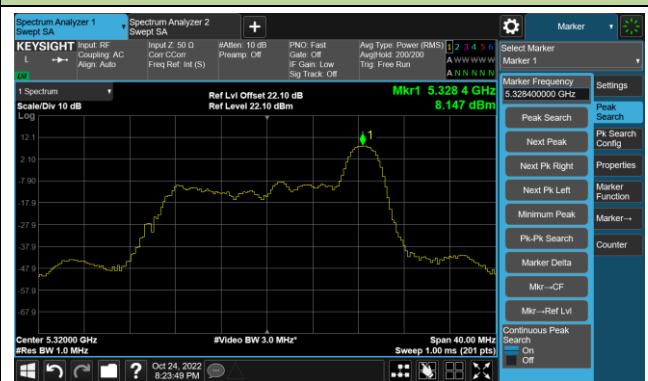 Spectrum Analyzer 1
Swept SA
Spectrum Analyzer 2
Swept SA
+
Marker
KEYSIGHT
L
LNI
Input: RF
Coupling: AC
Align: Auto
Input Z: 50 Ω
Corr CCorr
Freq Ref: Int (S)
#Atten: 10 dB
Preamp: Off
PNO: Fast
Gate: Off
IF Gain: Low
Sig Track: Off
Avg Type: Power (RMS)
Avg|Hold: 200/200
Trig: Free Run
1 2 3 4 5 6
A W W W W W
A N N N N N
Select Marker
Marker 1
1 Spectrum
Scale/Div 10 dB
Log
Ref Lvl Offset 22.10 dB
Ref Level 22.10 dBm
Mkr1 5.328 4 GHz
8.147 dBm
1
12.1
2.10
-7.90
-17.9
-27.9
-37.9
-47.9
-57.9
-67.9
Center 5.32000 GHz
#Res BW 1.0 MHz
#Video BW 3.0 MHz*
Span 40.00 MHz
Sweep 1.00 ms (201 pts)
Marker Frequency
5.328400000 GHz
Peak Search
Next Peak
Next Pk Right
Next Pk Left
Minimum Peak
Pk-Pk Search
Marker Delta
Mkr→CF
Mkr→Ref Lvl
Continuous Peak
Search
On
Off
Settings
Peak
Search
Pk Search
Config
Properties
Marker
Function
Marker→
Counter
?
Oct 24, 2022
8:23:49 PM